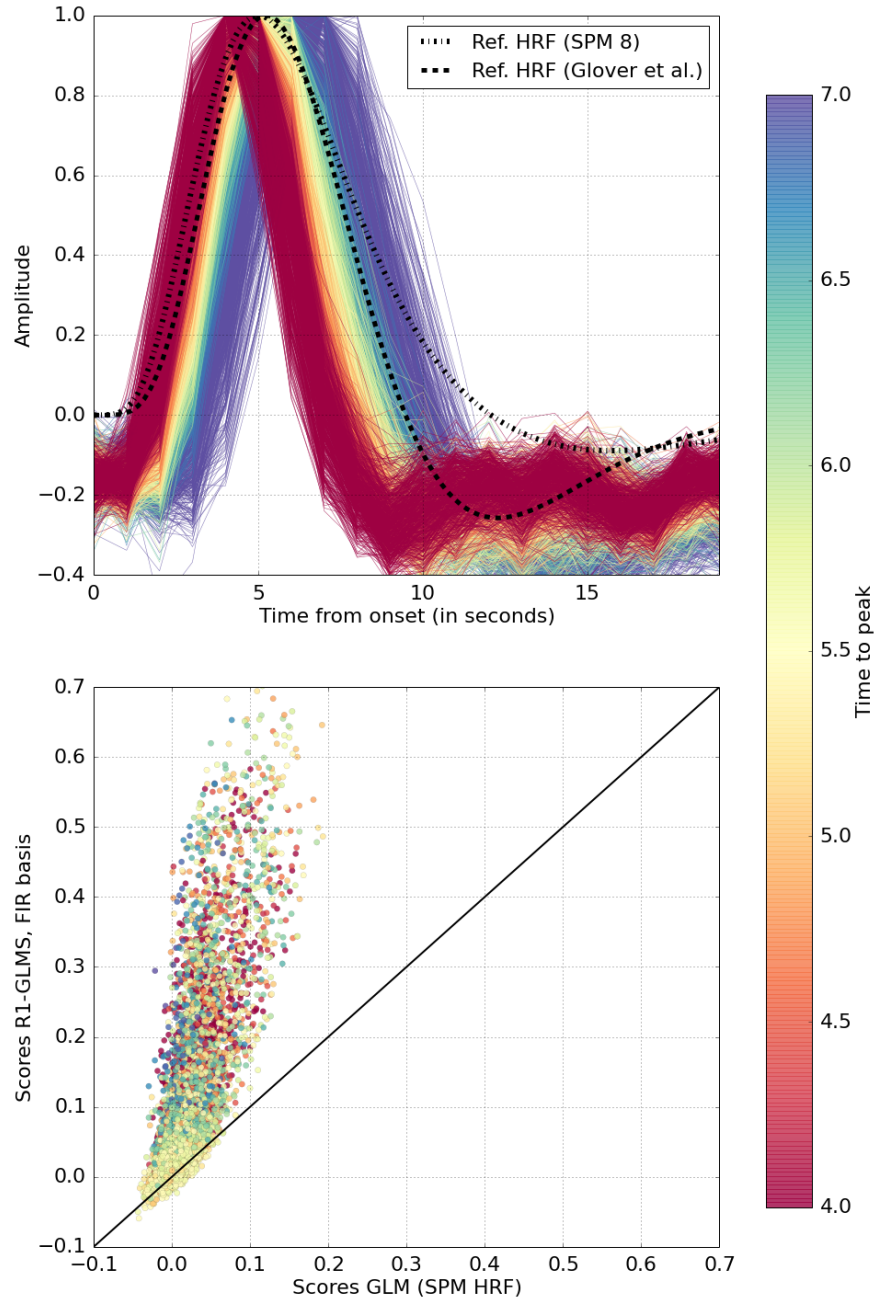 1.0
0.8
0.6
0.4
0.2
0.0
−0.2
−0.4
Amplitude
Ref. HRF (SPM 8)
Ref. HRF (Glover et al.)
0 5 10 15
Time from onset (in seconds)
7.0
6.5
6.0
5.5
5.0
4.5
4.0
Time to peak
0.7
0.6
0.5
0.4
0.3
0.2
0.1
0.0
−0.1
Scores R1-GLMS, FIR basis
−0.1 0.0 0.1 0.2 0.3 0.4 0.5 0.6 0.7
Scores GLM (SPM HRF)